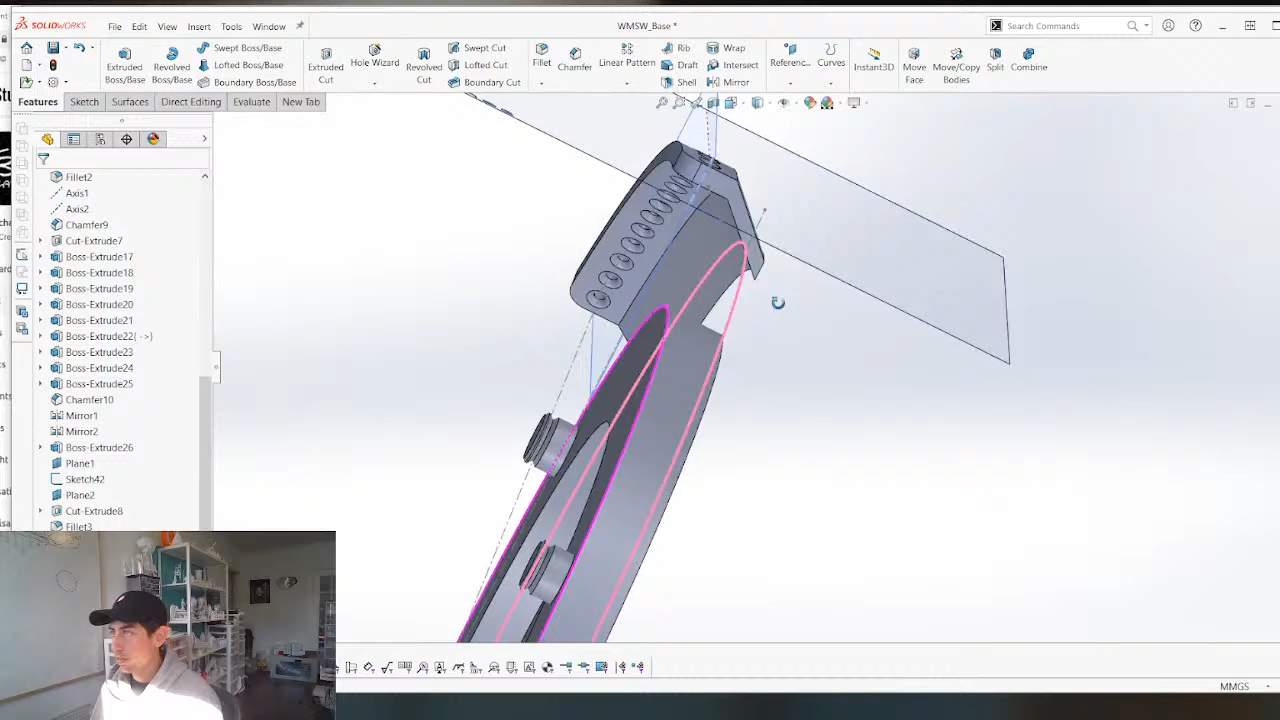 SOLIDWORKS File Edit View Insert Tools Window WMSW_Base * Search Commands
Extruded Boss/Base
Revolved Boss/Base
Swept Boss/Base
Lofted Boss/Base
Boundary Boss/Base
Extruded Cut
Hole Wizard
Revolved Cut
Swept Cut
Lofted Cut
Boundary Cut
Fillet
Chamfer
Linear Pattern
Rib
Draft
Shell
Wrap
Intersect
Mirror
Referenc...
Curves
Instant3D
Move Face
Move/Copy Bodies
Split
Combine
Features Sketch Surfaces Direct Editing Evaluate New Tab
Fillet2
Axis1
Axis2
Chamfer9
Cut-Extrude7
Boss-Extrude17
Boss-Extrude18
Boss-Extrude19
Boss-Extrude20
Boss-Extrude21
Boss-Extrude22{ ->}
Boss-Extrude23
Boss-Extrude24
Boss-Extrude25
Chamfer10
Mirror1
Mirror2
Boss-Extrude26
Plane1
Sketch42
Plane2
Cut-Extrude8
Fillet3
MMGS